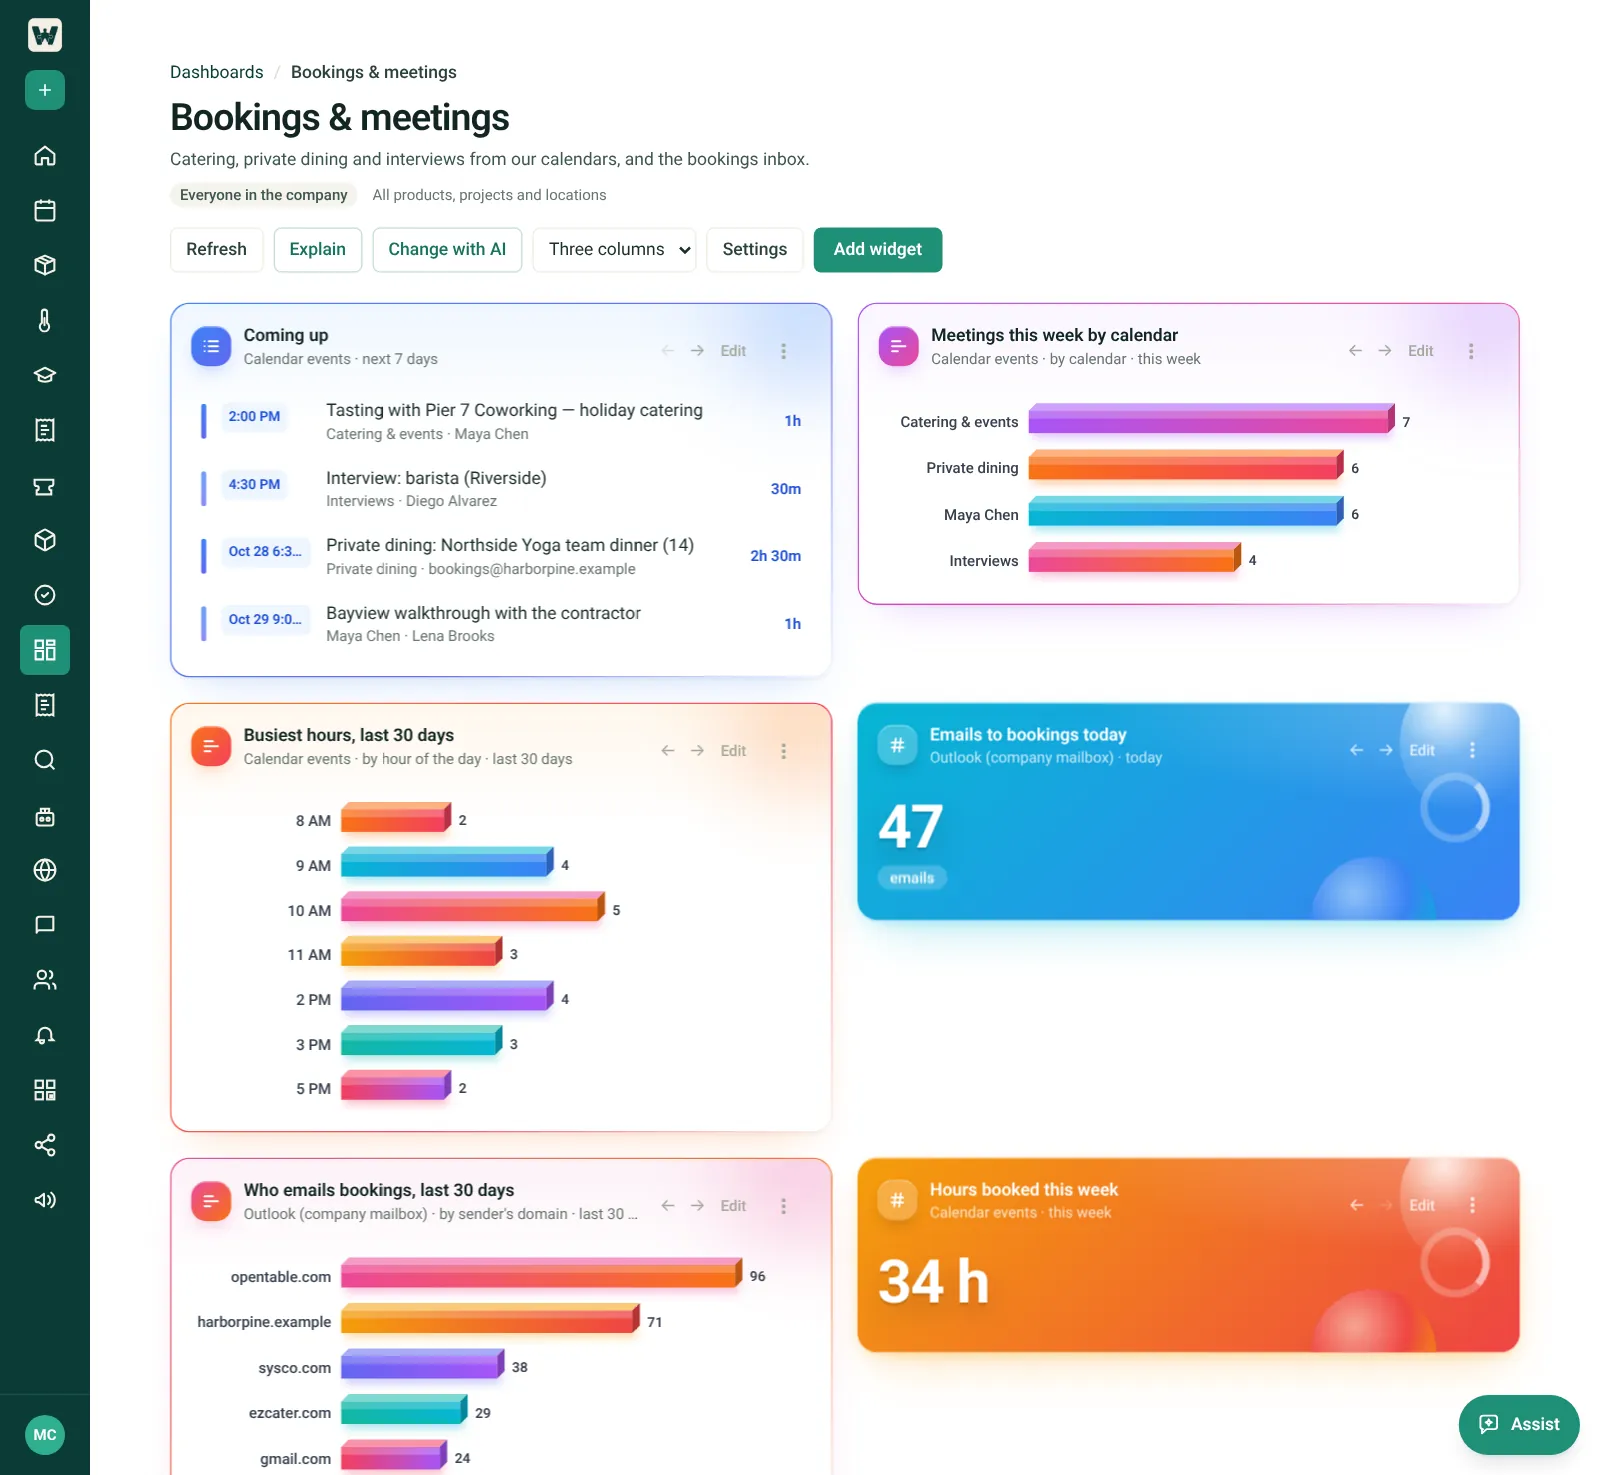 W
+
Dashboards / Bookings & meetings
Bookings & meetings
Catering, private dining and interviews from our calendars, and the bookings inbox.
Everyone in the company All products, projects and locations
Refresh Explain Change with AI Three columns Settings Add widget
Coming up
Calendar events · next 7 days
← → Edit
2:00 PM Tasting with Pier 7 Coworking — holiday catering 1h
Catering & events · Maya Chen
4:30 PM Interview: barista (Riverside) 30m
Interviews · Diego Alvarez
Oct 28 6:3... Private dining: Northside Yoga team dinner (14) 2h 30m
Private dining · bookings@harborpine.example
Oct 29 9:0... Bayview walkthrough with the contractor 1h
Maya Chen · Lena Brooks
Meetings this week by calendar
Calendar events · by calendar · this week
← → Edit
Catering & events 7
Private dining 6
Maya Chen 6
Interviews 4
Busiest hours, last 30 days
Calendar events · by hour of the day · last 30 days
← → Edit
8 AM 2
9 AM 4
10 AM 5
11 AM 3
2 PM 4
3 PM 3
5 PM 2
# Emails to bookings today
Outlook (company mailbox) · today
← → Edit
47
emails
Who emails bookings, last 30 days
Outlook (company mailbox) · by sender's domain · last 30 ...
← → Edit
opentable.com 96
harborpine.example 71
sysco.com 38
ezcater.com 29
gmail.com 24
# Hours booked this week
Calendar events · this week
← → Edit
34 h
MC
Assist